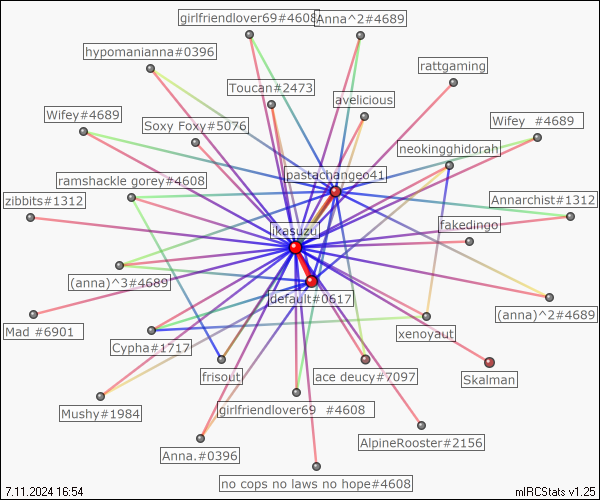 girlfriendlover69#4608
Anna^2#4689
hypomanianna#0396
rattgaming
Toucan#2473
avelicious
Wifey#4689
Soxy Foxy#5076
Wifey #4689
neokingghidorah
pastachangeo41
ramshackle gorey#4608
zibbits#1312
Annarchist#1312
fakedingo
ikasuzu
(anna)^3#4689
default#0617
(anna)^2#4689
Mad #6901
xenoyaut
Cypha#1717
frisout
ace deucy#7097
Skalman
Mushy#1984
girlfriendlover69 #4608
AlpineRooster#2156
Anna.#0396
no cops no laws no hope#4608
7.11.2024 16:54
mIRCStats v1.25